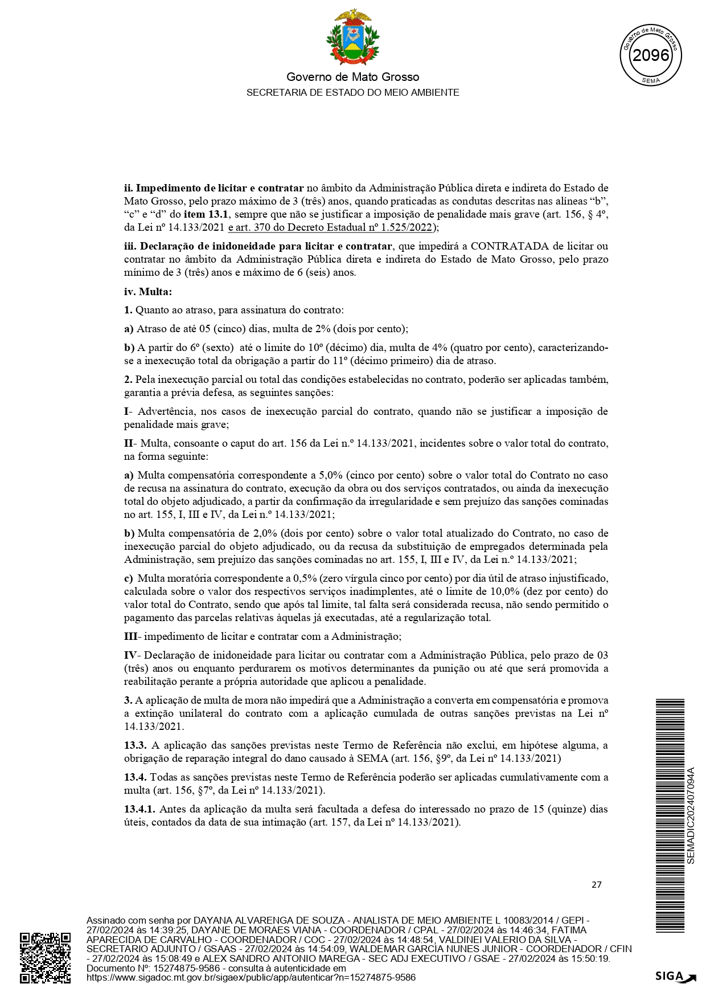 Governo de Mato Grosso
SECRETARIA DE ESTADO DO MEIO AMBIENTE
Governo de Mato Grosso
2096
SEMA
ii. Impedimento de licitar e contratar no âmbito da Administração Pública direta e indireta do Estado de
Mato Grosso, pelo prazo máximo de 3 (três) anos, quando praticadas as condutas descritas nas alíneas “b”,
“c” e “d” do item 13.1, sempre que não se justificar a imposição de penalidade mais grave (art. 156, § 4º,
da Lei nº 14.133/2021 e art. 370 do Decreto Estadual nº 1.525/2022);
iii. Declaração de inidoneidade para licitar e contratar, que impedirá a CONTRATADA de licitar ou
contratar no âmbito da Administração Pública direta e indireta do Estado de Mato Grosso, pelo prazo
mínimo de 3 (três) anos e máximo de 6 (seis) anos.
iv. Multa:
1. Quanto ao atraso, para assinatura do contrato:
a) Atraso de até 05 (cinco) dias, multa de 2% (dois por cento);
b) A partir do 6º (sexto) até o limite do 10º (décimo) dia, multa de 4% (quatro por cento), caracterizando-
se a inexecução total da obrigação a partir do 11º (décimo primeiro) dia de atraso.
2. Pela inexecução parcial ou total das condições estabelecidas no contrato, poderão ser aplicadas também,
garantia a prévia defesa, as seguintes sanções:
I- Advertência, nos casos de inexecução parcial do contrato, quando não se justificar a imposição de
penalidade mais grave;
II- Multa, consoante o caput do art. 156 da Lei n.º 14.133/2021, incidentes sobre o valor total do contrato,
na forma seguinte:
a) Multa compensatória correspondente a 5,0% (cinco por cento) sobre o valor total do Contrato no caso
de recusa na assinatura do contrato, execução da obra ou dos serviços contratados, ou ainda da inexecução
total do objeto adjudicado, a partir da confirmação da irregularidade e sem prejuízo das sanções cominadas
no art. 155, I, III e IV, da Lei n.º 14.133/2021;
b) Multa compensatória de 2,0% (dois por cento) sobre o valor total atualizado do Contrato, no caso de
inexecução parcial do objeto adjudicado, ou da recusa da substituição de empregados determinada pela
Administração, sem prejuízo das sanções cominadas no art. 155, I, III e IV, da Lei n.º 14.133/2021;
c) Multa moratória correspondente a 0,5% (zero vírgula cinco por cento) por dia útil de atraso injustificado,
calculada sobre o valor dos respectivos serviços inadimplentes, até o limite de 10,0% (dez por cento) do
valor total do Contrato, sendo que após tal limite, tal falta será considerada recusa, não sendo permitido o
pagamento das parcelas relativas àquelas já executadas, até a regularização total.
III- impedimento de licitar e contratar com a Administração;
IV- Declaração de inidoneidade para licitar ou contratar com a Administração Pública, pelo prazo de 03
(três) anos ou enquanto perdurarem os motivos determinantes da punição ou até que será promovida a
reabilitação perante a própria autoridade que aplicou a penalidade.
3. A aplicação de multa de mora não impedirá que a Administração a converta em compensatória e promova
a extinção unilateral do contrato com a aplicação cumulada de outras sanções previstas na Lei nº
14.133/2021.
13.3. A aplicação das sanções previstas neste Termo de Referência não exclui, em hipótese alguma, a
obrigação de reparação integral do dano causado à SEMA (art. 156, §9º, da Lei nº 14.133/2021)
13.4. Todas as sanções previstas neste Termo de Referência poderão ser aplicadas cumulativamente com a
multa (art. 156, §7º, da Lei nº 14.133/2021).
13.4.1. Antes da aplicação da multa será facultada a defesa do interessado no prazo de 15 (quinze) dias
úteis, contados da data de sua intimação (art. 157, da Lei nº 14.133/2021).
27
SEMADIC202407094A
Assinado com senha por DAYANA ALVARENGA DE SOUZA - ANALISTA DE MEIO AMBIENTE L 10083/2014 / GEPI -
27/02/2024 às 14:39:25, DAYANE DE MORAES VIANA - COORDENADOR / CPAL - 27/02/2024 às 14:46:34, FATIMA
APARECIDA DE CARVALHO - COORDENADOR / COC - 27/02/2024 às 14:48:54, VALDINEI VALERIO DA SILVA -
SECRETARIO ADJUNTO / GSAAS - 27/02/2024 às 14:54:09, WALDEMAR GARCIA NUNES JUNIOR - COORDENADOR / CFIN
- 27/02/2024 às 15:08:49 e ALEX SANDRO ANTONIO MAREGA - SEC ADJ EXECUTIVO / GSAE - 27/02/2024 às 15:50:19.
Documento Nº: 15274875-9586 - consulta à autenticidade em
https://www.sigadoc.mt.gov.br/sigaex/public/app/autenticar?n=15274875-9586
SIGA